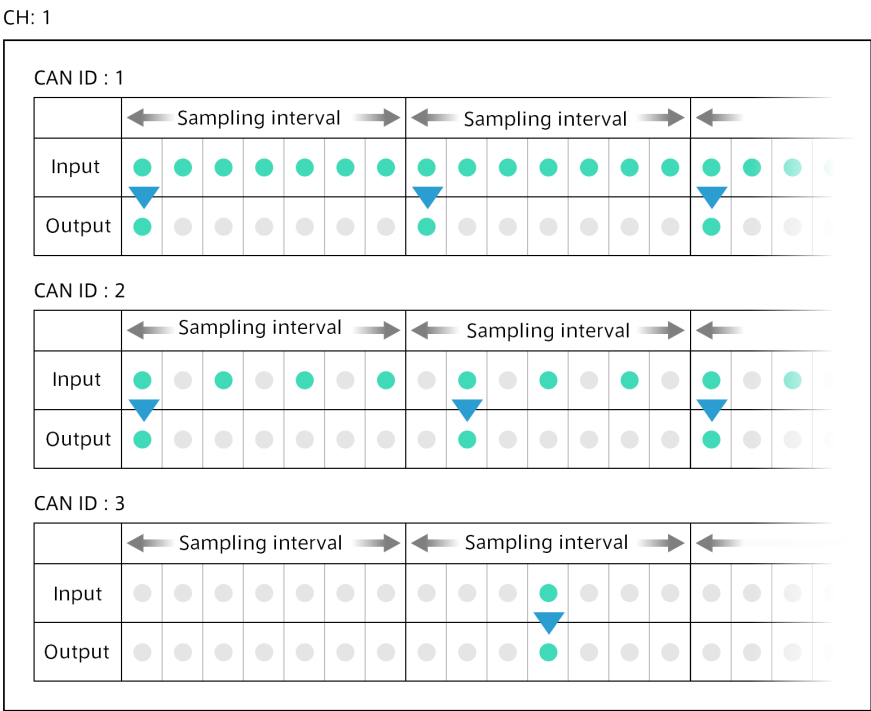 CH: 1
CAN ID : 1
Sampling interval Sampling interval
Input
Output
CAN ID : 2
Sampling interval Sampling interval
Input
Output
CAN ID : 3
Sampling interval Sampling interval
Input
Output